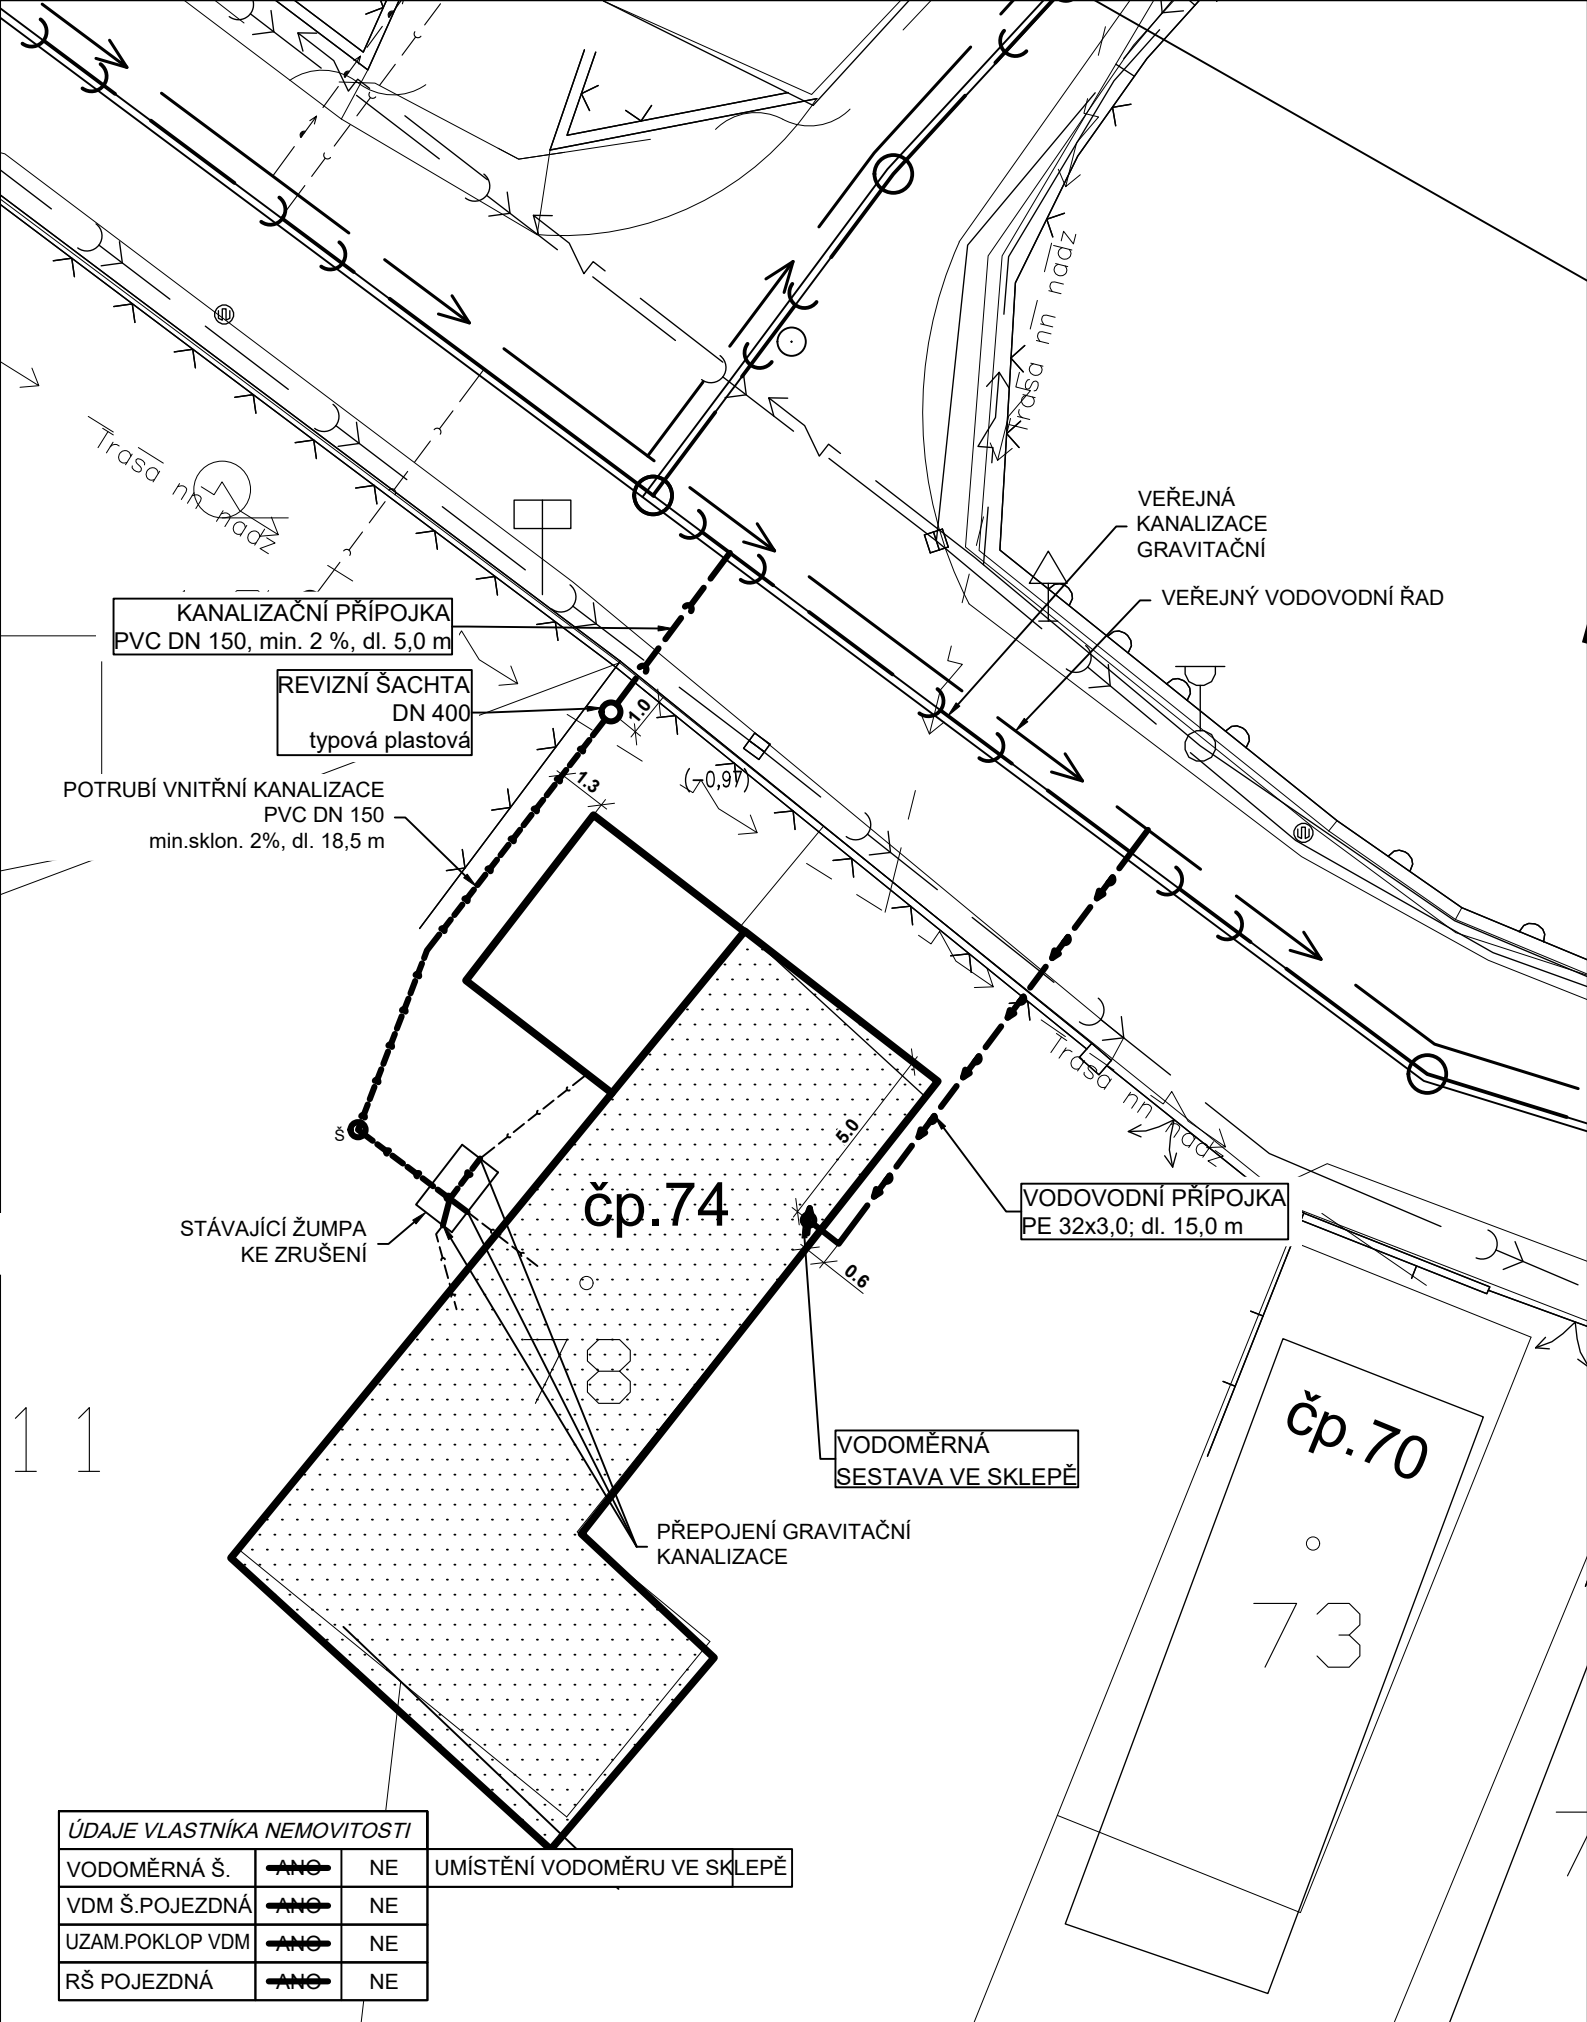 Trasa nn nadz
Trasa nn nadz
VEŘEJNÁ
KANALIZACE
GRAVITAČNÍ
VEŘEJNÝ VODOVODNÍ ŘAD
KANALIZAČNÍ PŘÍPOJKA
PVC DN 150, min. 2 %, dl. 5,0 m
REVIZNÍ ŠACHTA
DN 400
typová plastová
1.0
1.3
(-0,97)
POTRUBÍ VNITŘNÍ KANALIZACE
PVC DN 150
min.sklon. 2%, dl. 18,5 m
Trasa nn nadz
Š
5.0
čp.74
VODOVODNÍ PŘÍPOJKA
PE 32x3,0; dl. 15,0 m
STÁVAJÍCÍ ŽUMPA
KE ZRUŠENÍ
0.6
78
11
čp.70
VODOMĚRNÁ
SESTAVA VE SKLEPĚ
PŘEPOJENÍ GRAVITAČNÍ
KANALIZACE
73
ÚDAJE VLASTNÍKA NEMOVITOSTI
VODOMĚRNÁ Š. ANO NE UMÍSTĚNÍ VODOMĚRU VE SKLEPĚ
VDM Š.POJEZDNÁ ANO NE
UZAM.POKLOP VDM ANO NE
RŠ POJEZDNÁ ANO NE